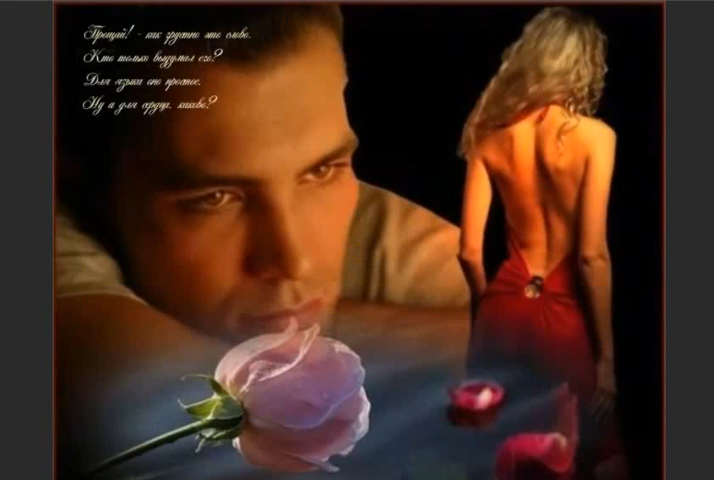 Прощай! - как грустно это слово.
Кто только выдумал его?
Для языка оно простое,
Ну а для сердца, каково?